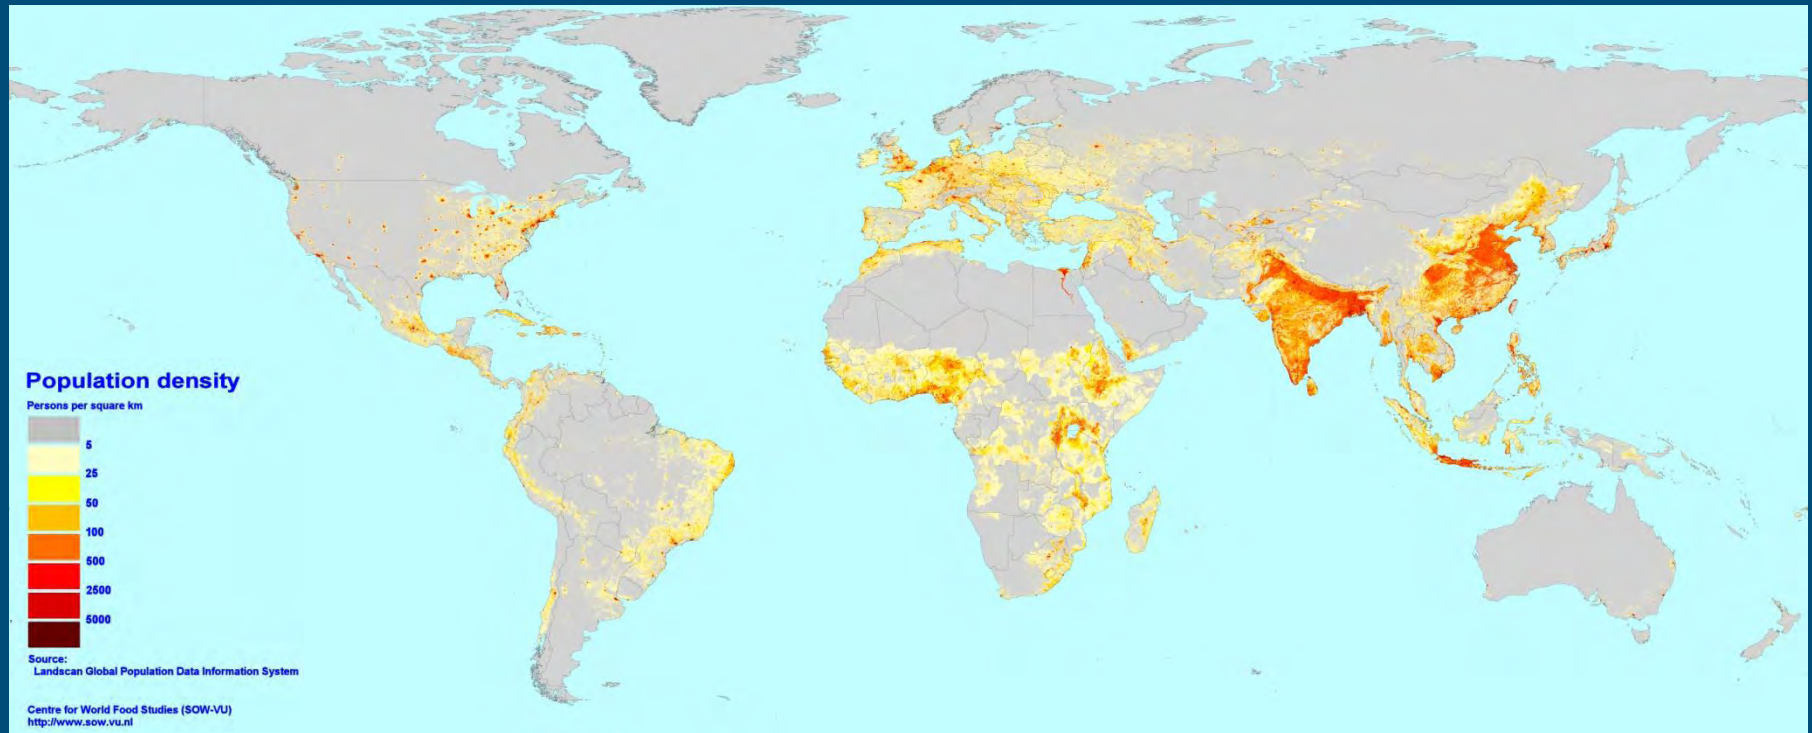 Population density
Persons per square km
5
25
50
100
500
2500
5000
Source:
Landscan Global Population Data Information System
Centre for World Food Studies (SOW-VU)
http://www.sow.vu.nl